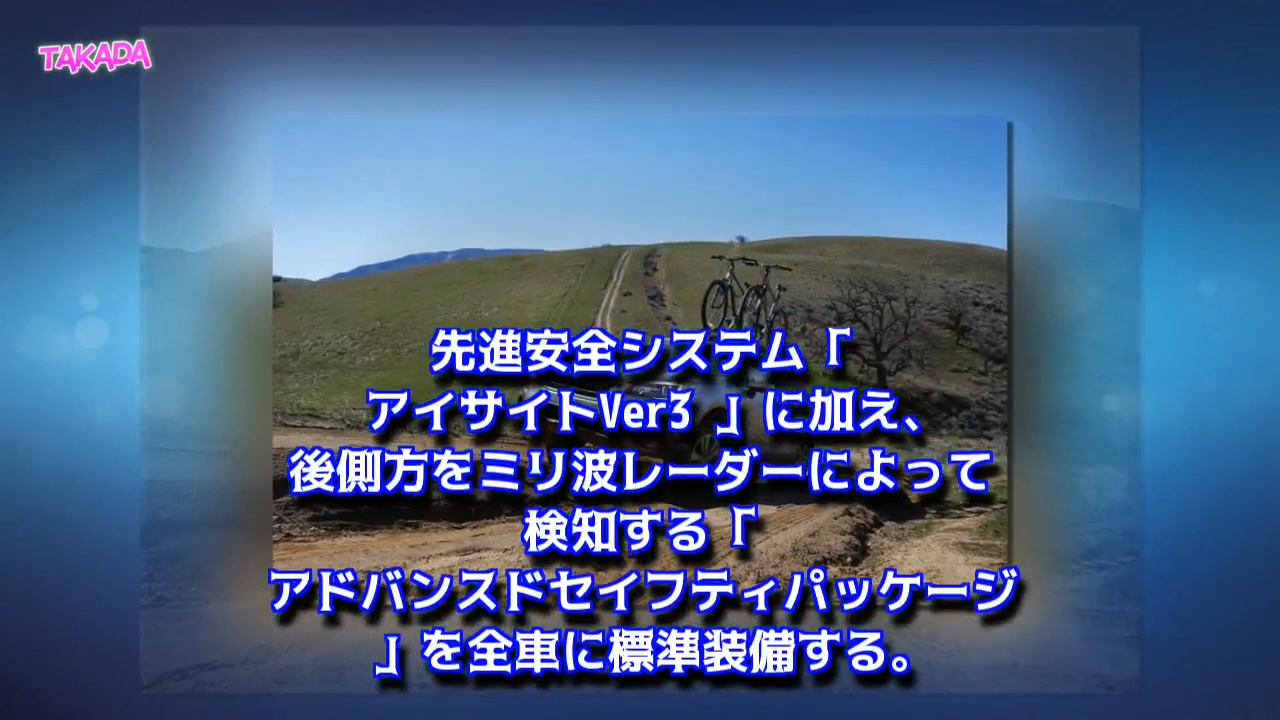 TAKADA
先進安全システム「
アイサイトVer3 」に加え、
後側方をミリ波レーダーによって
検知する「
アドバンスドセイフティパッケージ
」を全車に標準装備する。